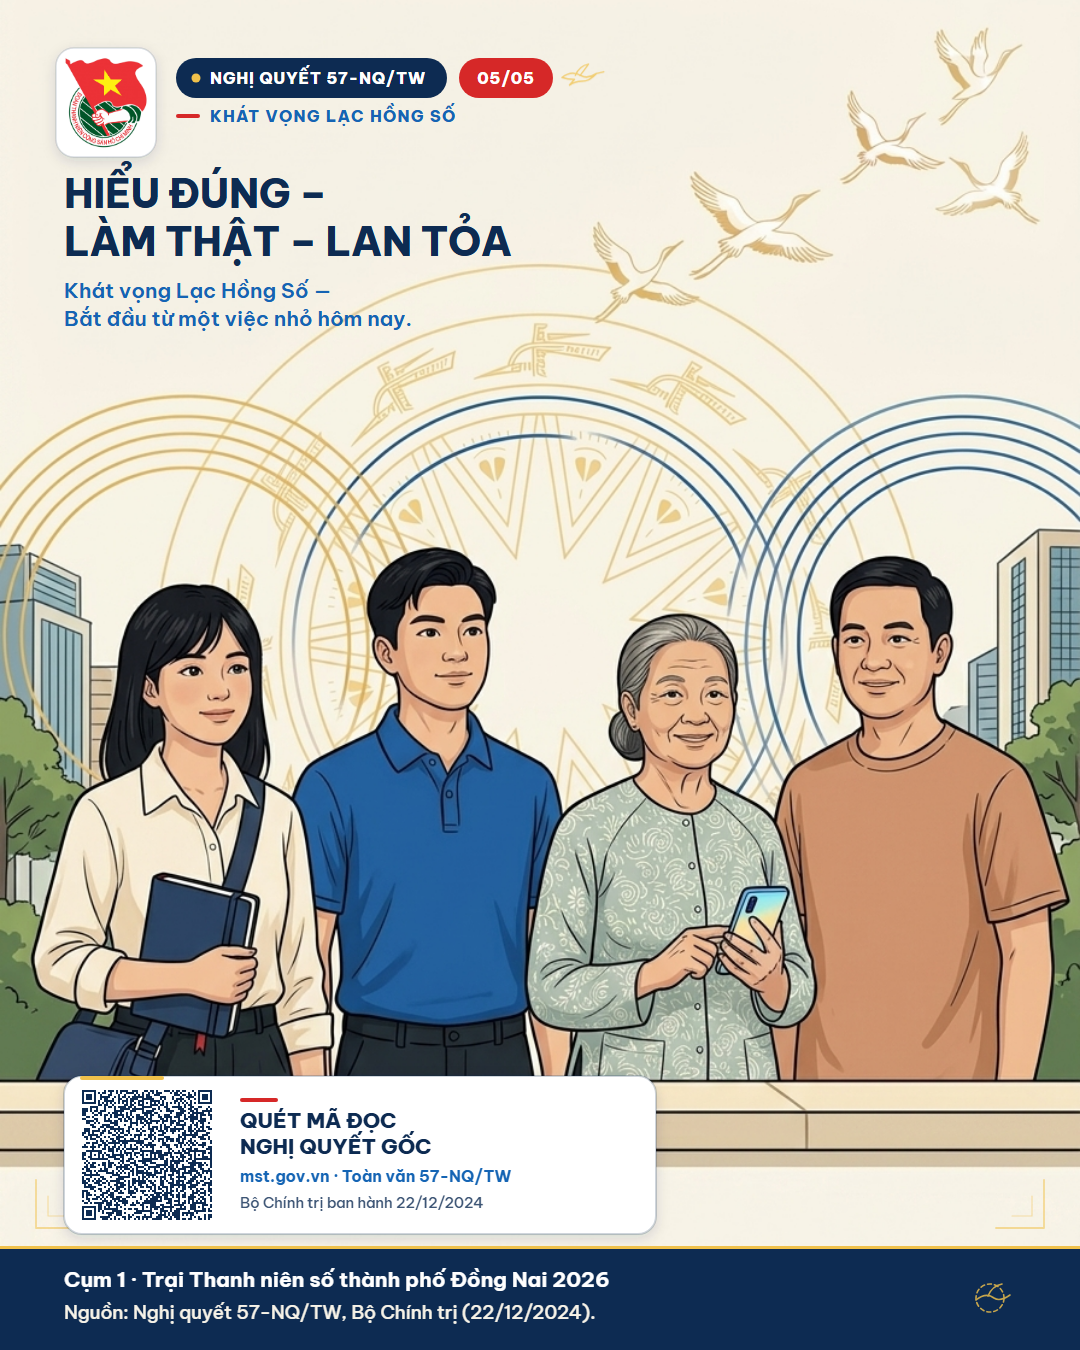 NGHỊ QUYẾT 57-NQ/TW
05/05
KHÁT VỌNG LẠC HỒNG SỐ
HIỂU ĐÚNG –
LÀM THẬT – LAN TỎA
Khát vọng Lạc Hồng Số —
Bắt đầu từ một việc nhỏ hôm nay.
QUÉT MÃ ĐỌC
NGHỊ QUYẾT GỐC
mst.gov.vn · Toàn văn 57-NQ/TW
Bộ Chính trị ban hành 22/12/2024
Cụm 1 · Trại Thanh niên số thành phố Đồng Nai 2026
Nguồn: Nghị quyết 57-NQ/TW, Bộ Chính trị (22/12/2024).